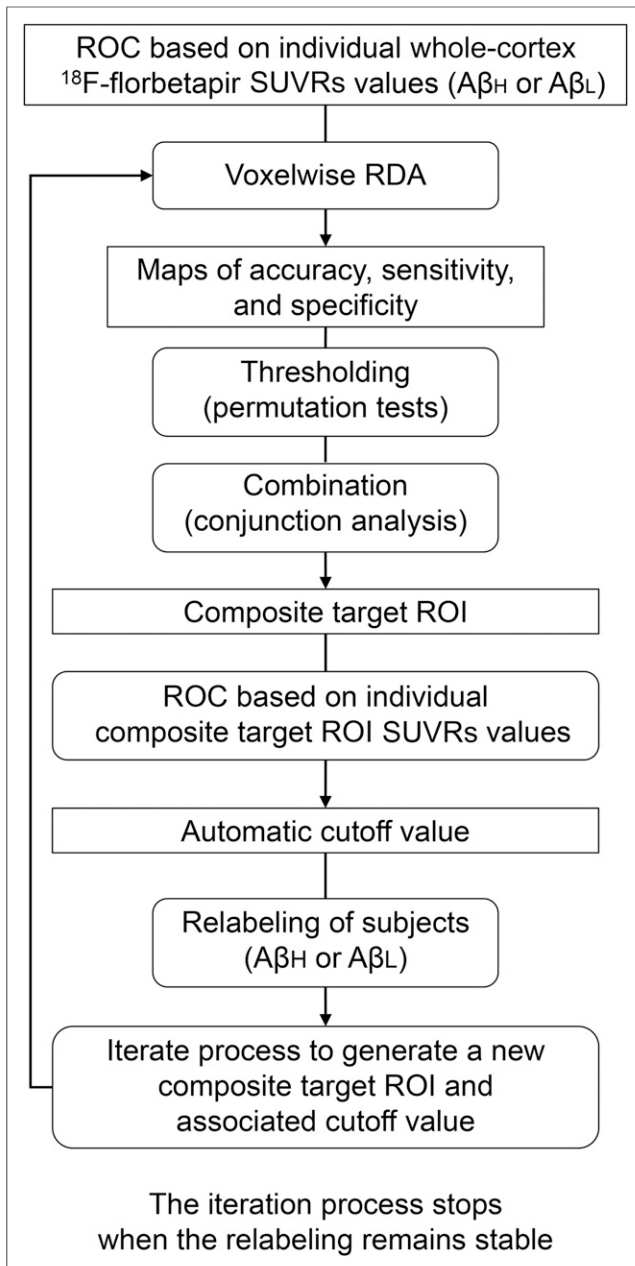 ROC based on individual whole-cortex
¹⁸F-florbetapir SUVRs values (AβH or AβL)
Voxelwise RDA
Maps of accuracy, sensitivity,
and specificity
Thresholding
(permutation tests)
Combination
(conjunction analysis)
Composite target ROI
ROC based on individual
composite target ROI SUVRs values
Automatic cutoff value
Relabeling of subjects
(AβH or AβL)
Iterate process to generate a new
composite target ROI and
associated cutoff value
The iteration process stops
when the relabeling remains stable